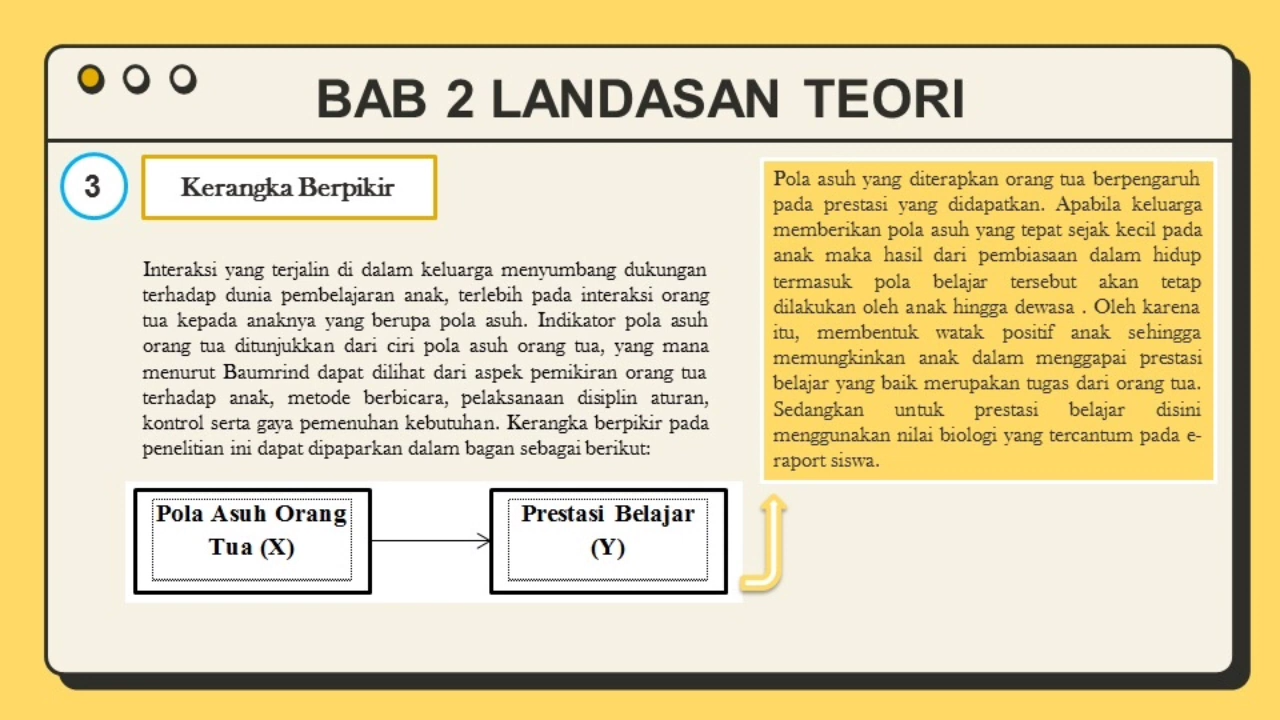 BAB 2 LANDASAN TEORI
3
Kerangka Berpikir
Interaksi yang terjalin di dalam keluarga menyumbang dukungan
terhadap dunia pembelajaran anak, terlebih pada interaksi orang
tua kepada anaknya yang berupa pola asuh. Indikator pola asuh
orang tua ditunjukkan dari ciri pola asuh orang tua, yang mana
menurut Baumrind dapat dilihat dari aspek pemikiran orang tua
terhadap anak, metode berbicara, pelaksanaan disiplin aturan,
kontrol serta gaya pemenuhan kebutuhan. Kerangka berpikir pada
penelitian ini dapat dipaparkan dalam bagan sebagai berikut:
Pola Asuh Orang
Tua (X)
Prestasi Belajar
(Y)
Pola asuh yang diterapkan orang tua berpengaruh
pada prestasi yang didapatkan. Apabila keluarga
memberikan pola asuh yang tepat sejak kecil pada
anak maka hasil dari pembiasaan dalam hidup
termasuk pola belajar tersebut akan tetap
dilakukan oleh anak hingga dewasa . Oleh karena
itu, membentuk watak positif anak sehingga
memungkinkan anak dalam menggapai prestasi
belajar yang baik merupakan tugas dari orang tua.
Sedangkan untuk prestasi belajar disini
menggunakan nilai biologi yang tercantum pada e-
raport siswa.